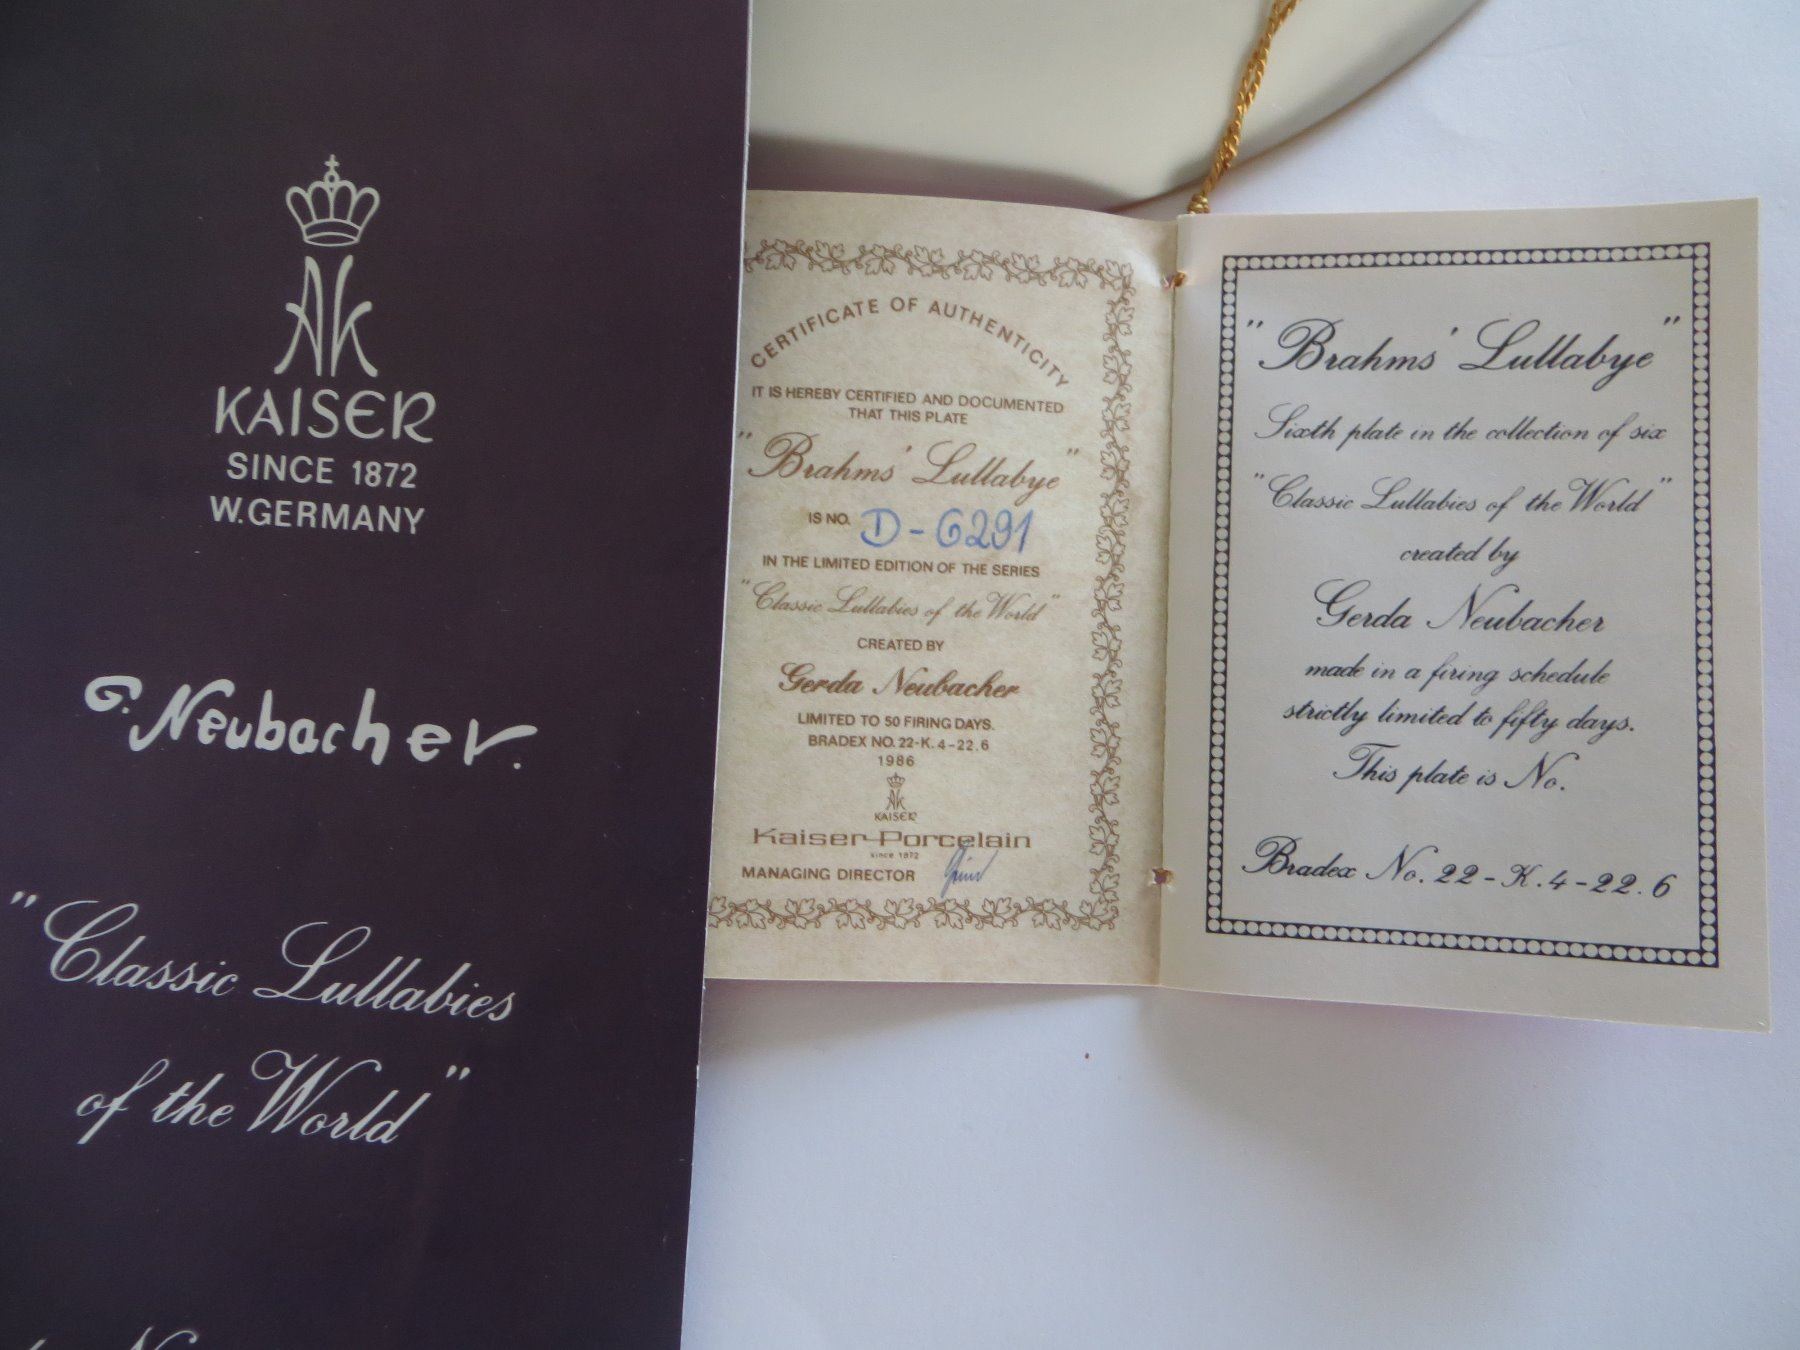 AK
KAISER
SINCE 1872
W.GERMANY
G. Neubacher.
"Classic Lullabies
of the World"
CERTIFICATE OF AUTHENTICITY
IT IS HEREBY CERTIFIED AND DOCUMENTED
THAT THIS PLATE
"Brahms' Lullabye"
IS NO. D-6291
IN THE LIMITED EDITION OF THE SERIES
"Classic Lullabies of the World"
CREATED BY
Gerda Neubacher
LIMITED TO 50 FIRING DAYS.
BRADEX NO. 22-K.4-22.6
1986
AK
KAISER
Kaiser-Porcelain
since 1872
MANAGING DIRECTOR
"Brahms' Lullabye"
Sixth plate in the collection of six
"Classic Lullabies of the World"
created by
Gerda Neubacher
made in a firing schedule
strictly limited to fifty days.
This plate is No.
Bradex No. 22-K.4-22.6